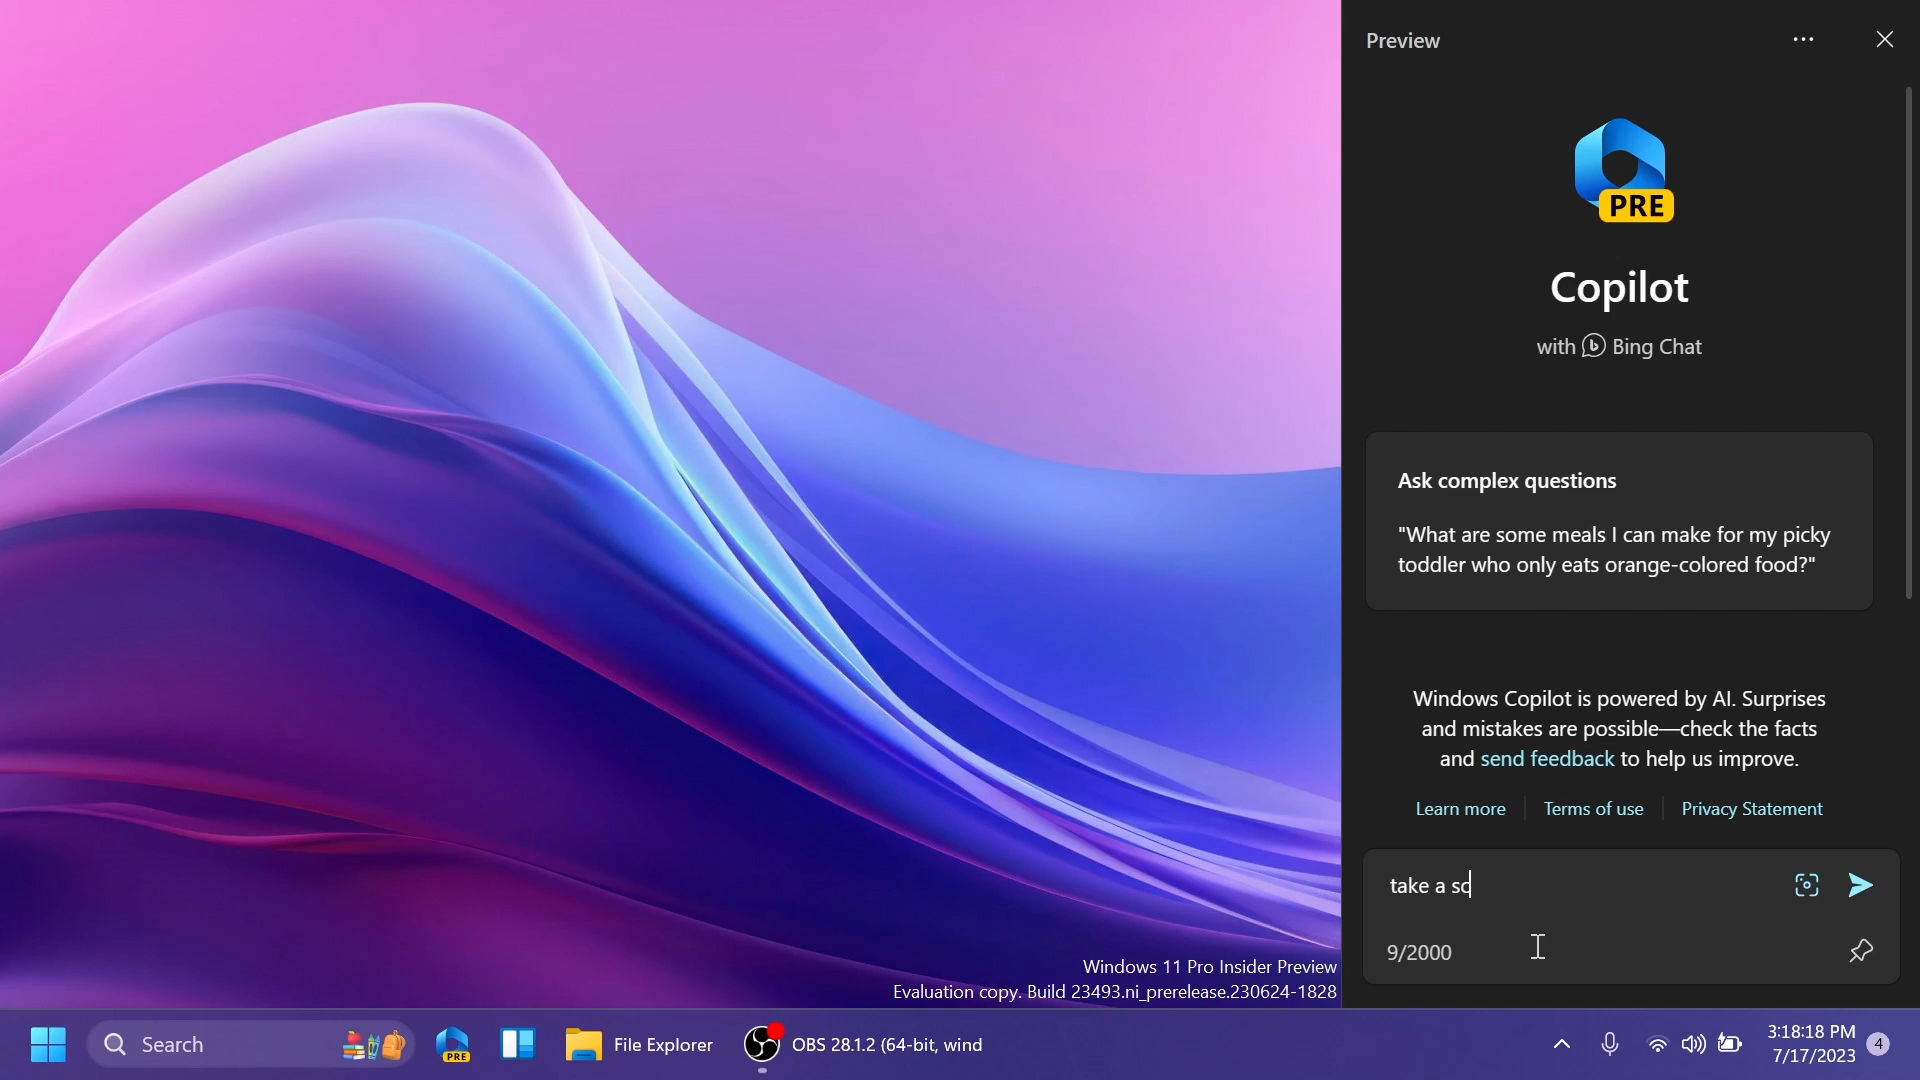 Preview
PRE
Copilot
with Bing Chat
Ask complex questions
"What are some meals I can make for my picky
toddler who only eats orange-colored food?"
Windows Copilot is powered by AI. Surprises
and mistakes are possible—check the facts
and send feedback to help us improve.
Learn more
Terms of use
Privacy Statement
take a sc
9/2000
Windows 11 Pro Insider Preview
Evaluation copy. Build 23493.ni_prerelease.230624-1828
Search
PRE
File Explorer
OBS 28.1.2 (64-bit, wind
3:18:18 PM
7/17/2023
4